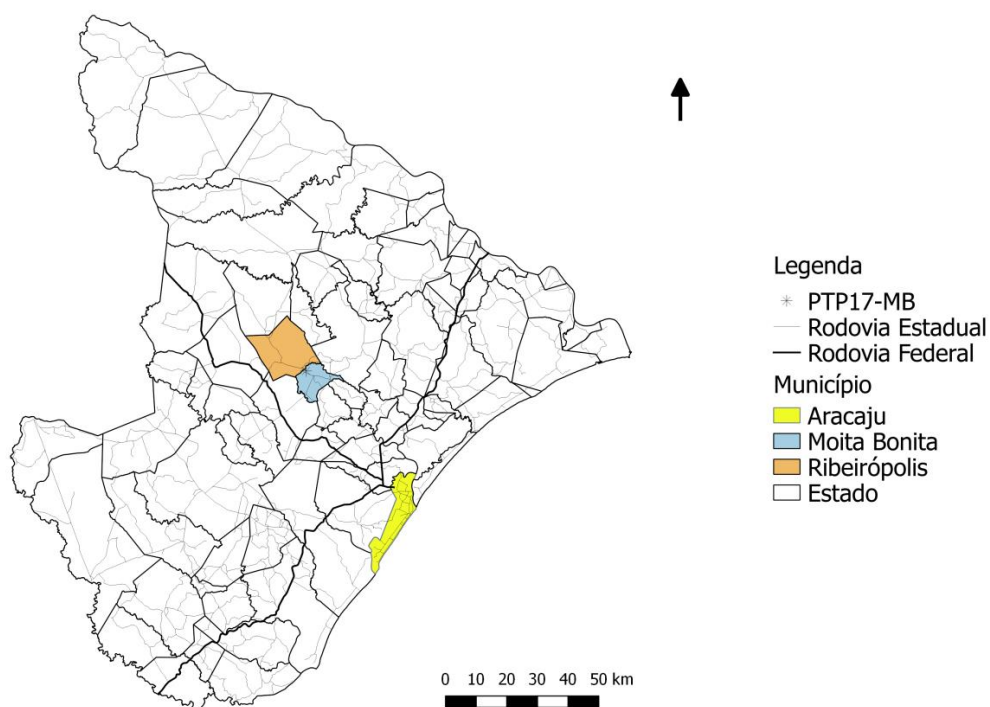 Legenda
PTP17-MB
Rodovia Estadual
Rodovia Federal
Município
Aracaju
Moita Bonita
Ribeirópolis
Estado
0 10 20 30 40 50 km